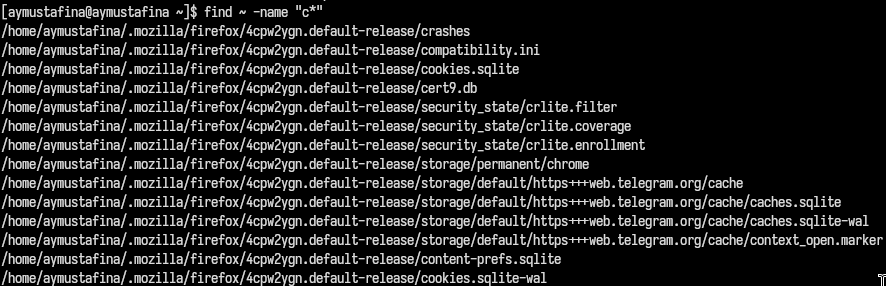 [aymustafina@aymustafina ~]$ find ~ -name "c*"
/home/aymustafina/.mozilla/firefox/4cpw2ygn.default-release/crashes
/home/aymustafina/.mozilla/firefox/4cpw2ygn.default-release/compatibility.ini
/home/aymustafina/.mozilla/firefox/4cpw2ygn.default-release/cookies.sqlite
/home/aymustafina/.mozilla/firefox/4cpw2ygn.default-release/cert9.db
/home/aymustafina/.mozilla/firefox/4cpw2ygn.default-release/security_state/crlite.filter
/home/aymustafina/.mozilla/firefox/4cpw2ygn.default-release/security_state/crlite.coverage
/home/aymustafina/.mozilla/firefox/4cpw2ygn.default-release/security_state/crlite.enrollment
/home/aymustafina/.mozilla/firefox/4cpw2ygn.default-release/storage/permanent/chrome
/home/aymustafina/.mozilla/firefox/4cpw2ygn.default-release/storage/default/https+++web.telegram.org/cache
/home/aymustafina/.mozilla/firefox/4cpw2ygn.default-release/storage/default/https+++web.telegram.org/cache/caches.sqlite
/home/aymustafina/.mozilla/firefox/4cpw2ygn.default-release/storage/default/https+++web.telegram.org/cache/caches.sqlite-wal
/home/aymustafina/.mozilla/firefox/4cpw2ygn.default-release/storage/default/https+++web.telegram.org/cache/context_open.marker
/home/aymustafina/.mozilla/firefox/4cpw2ygn.default-release/content-prefs.sqlite
/home/aymustafina/.mozilla/firefox/4cpw2ygn.default-release/cookies.sqlite-wal